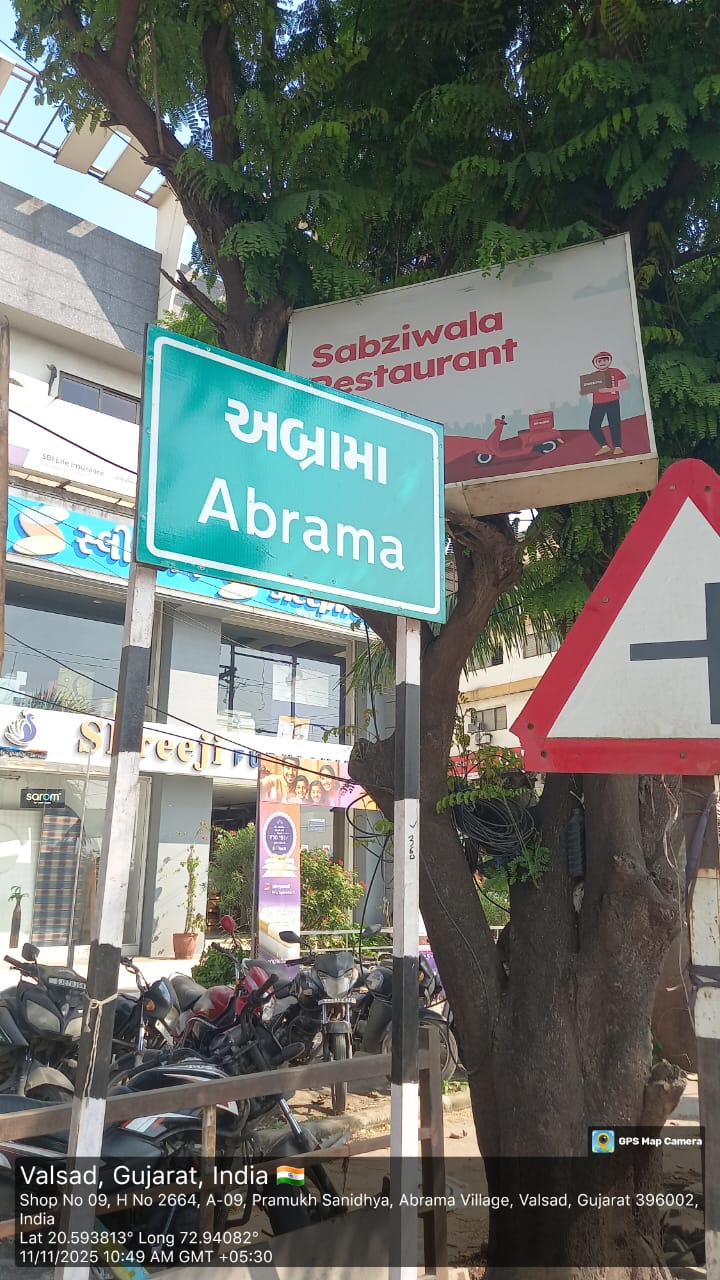 Sabziwala
Restaurant
અબ્રામા
Abrama
SBI Life Insurance
સ્લી
Shreeji
sarom
GPS Map Camera
Valsad, Gujarat, India 🇮🇳
Shop No 09, H No 2664, A-09, Pramukh Sanidhya, Abrama Village, Valsad, Gujarat 396002,
India
Lat 20.593813° Long 72.94082°
11/11/2025 10:49 AM GMT +05:30